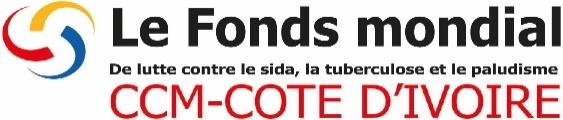 Le Fonds mondial
De lutte contre le sida, la tuberculose et le paludisme
CCM-COTE D'IVOIRE